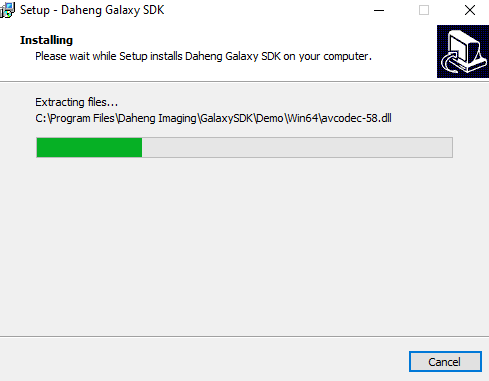 Setup - Daheng Galaxy SDK
Installing
Please wait while Setup installs Daheng Galaxy SDK on your computer.
Extracting files...
C:\Program Files\Daheng Imaging\GalaxySDK\Demo\Win64\avcodec-58.dll
Cancel